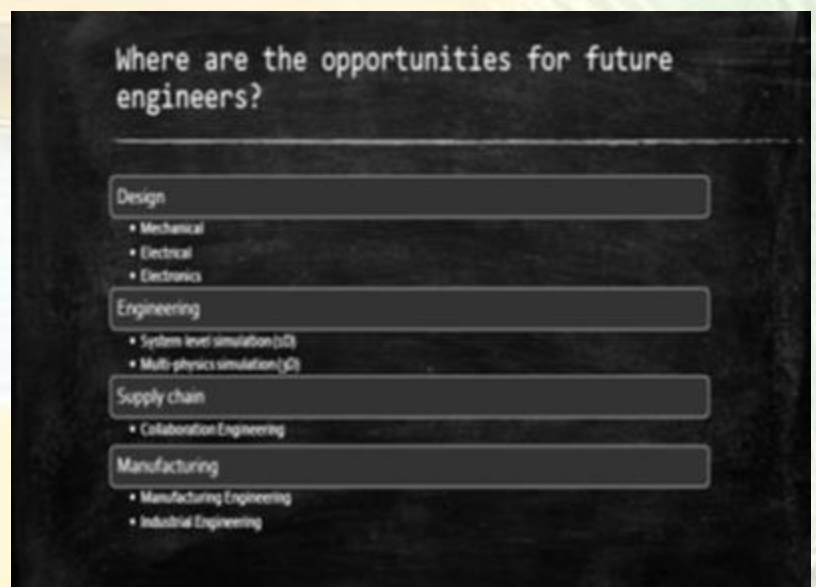 Where are the opportunities for future
engineers?
Design
• Mechanical
• Electrical
• Electronics
Engineering
• System level simulation (1D)
• Multi-physics simulation (3D)
Supply chain
• Collaboration Engineering
Manufacturing
• Manufacturing Engineering
• Industrial Engineering